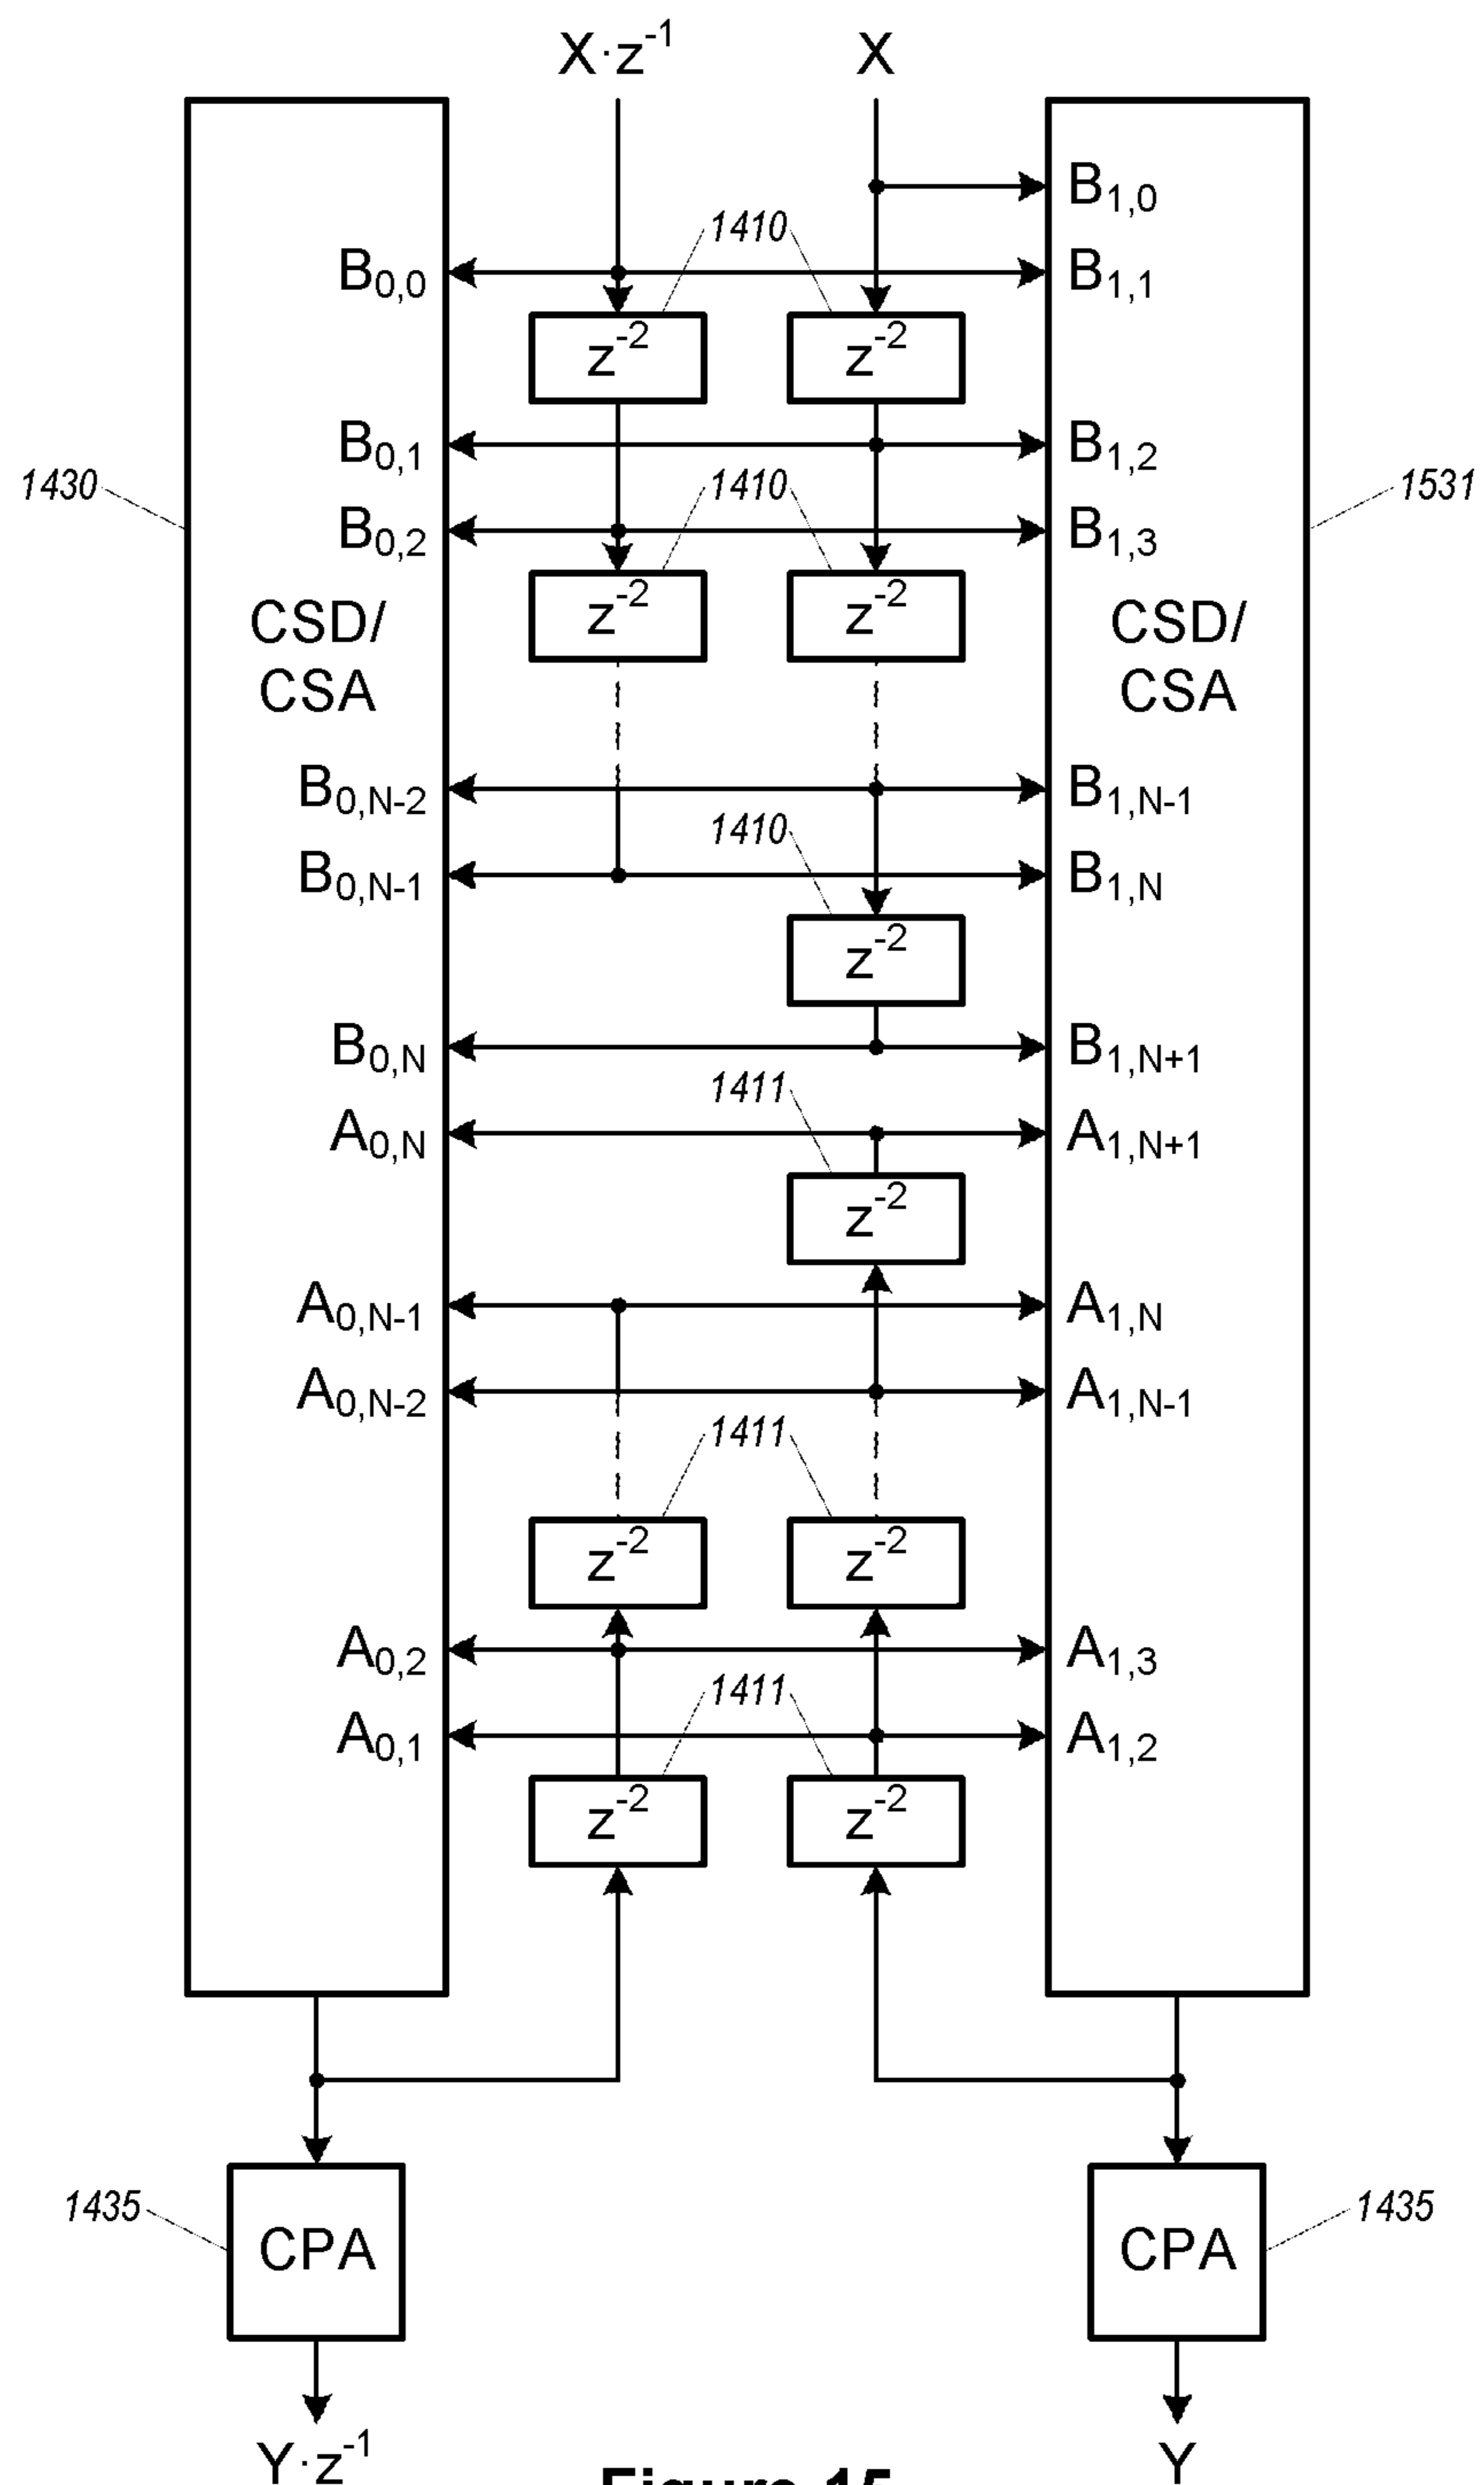 X·z⁻¹ X
B₁,₀
1410
B₀,₀ B₁,₁
z⁻² z⁻²
B₀,₁ B₁,₂
1430 1410 1531
B₀,₂ B₁,₃
z⁻² z⁻²
CSD/ CSD/
CSA CSA
B₀,N-2 B₁,N-1
1410
B₀,N-1 B₁,N
z⁻²
B₀,N B₁,N+1
1411
A₀,N A₁,N+1
z⁻²
A₀,N-1 A₁,N
A₀,N-2 A₁,N-1
1411
z⁻² z⁻²
A₀,₂ A₁,₃
1411
A₀,₁ A₁,₂
z⁻² z⁻²
1435 1435
CPA CPA
Y·z⁻¹ Y
Figure 15